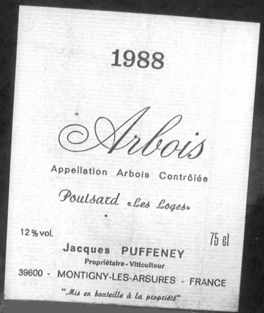 1988
Arbois
Appellation Arbois Contrôlée
Poulsard «Les Loges»
12% vol.
75 cl
Jacques PUFFENEY
Propriétaire - Viticulteur
39600 - MONTIGNY-LES-ARSURES - FRANCE
"Mis en bouteille à la propriété"